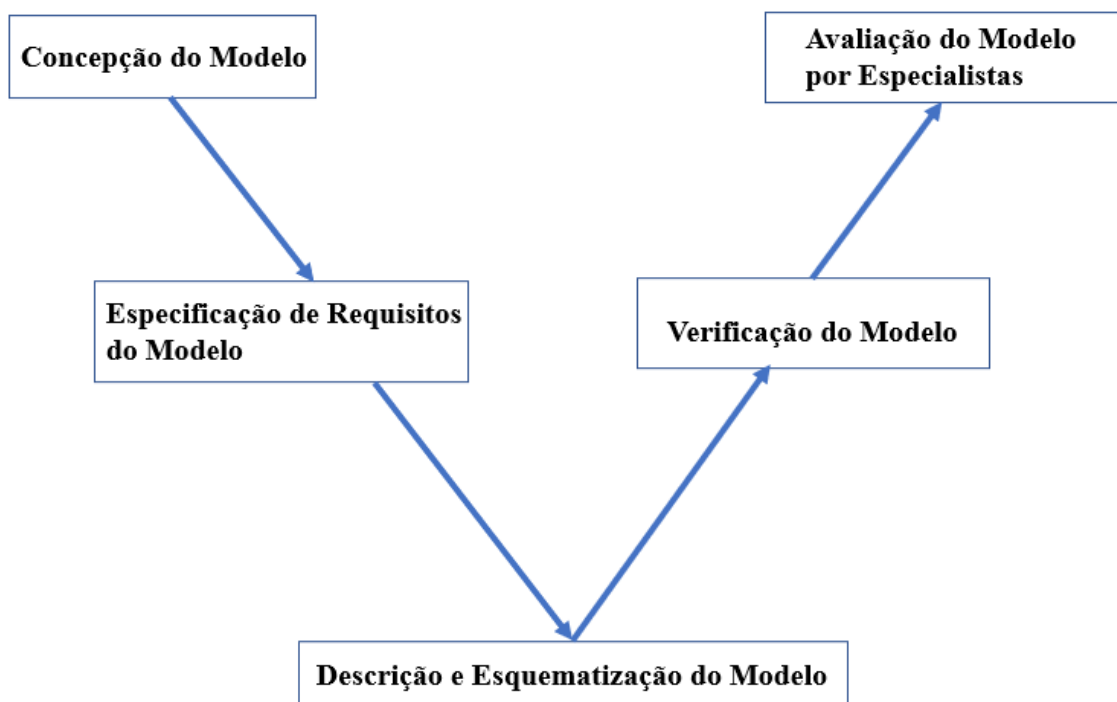 Concepção do Modelo
Avaliação do Modelo
por Especialistas
Especificação de Requisitos
do Modelo
Verificação do Modelo
Descrição e Esquematização do Modelo